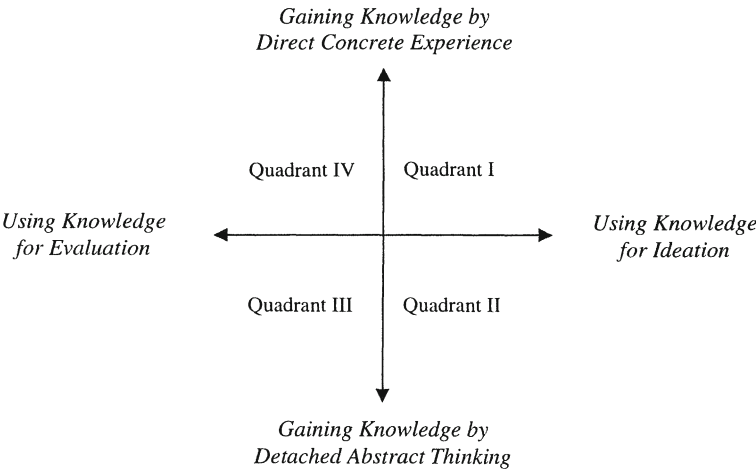 Gaining Knowledge by
Direct Concrete Experience
Quadrant IV
Quadrant I
Using Knowledge
for Evaluation
Using Knowledge
for Ideation
Quadrant III
Quadrant II
Gaining Knowledge by
Detached Abstract Thinking